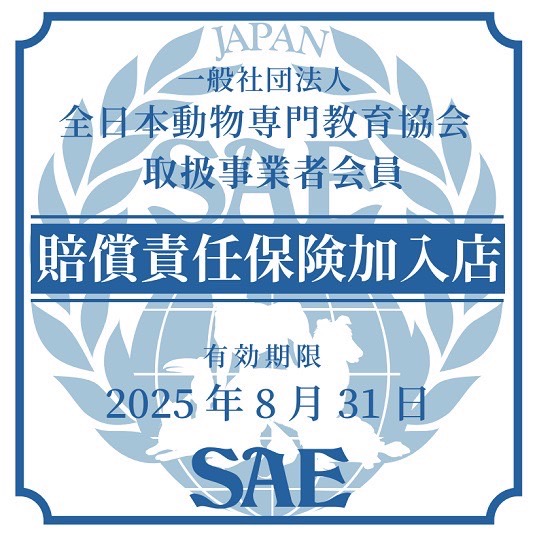 JAPAN
一般社団法人
全日本動物専門教育協会
取扱事業者会員
SAE
賠償責任保険加入店
有効期限
2025年8月31日
SAE